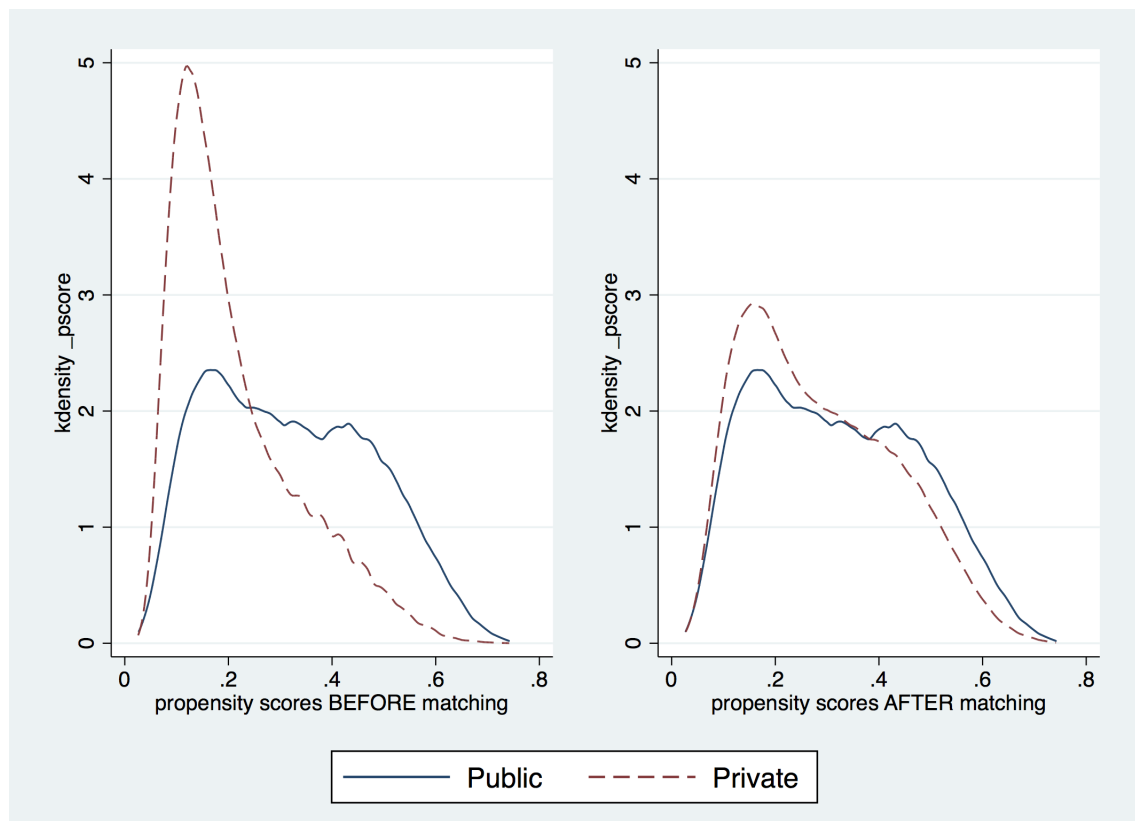 kdensity _pscore
5
4
3
2
1
0
0 .2 .4 .6 .8
propensity scores BEFORE matching
kdensity _pscore
5
4
3
2
1
0
0 .2 .4 .6 .8
propensity scores AFTER matching
Public Private